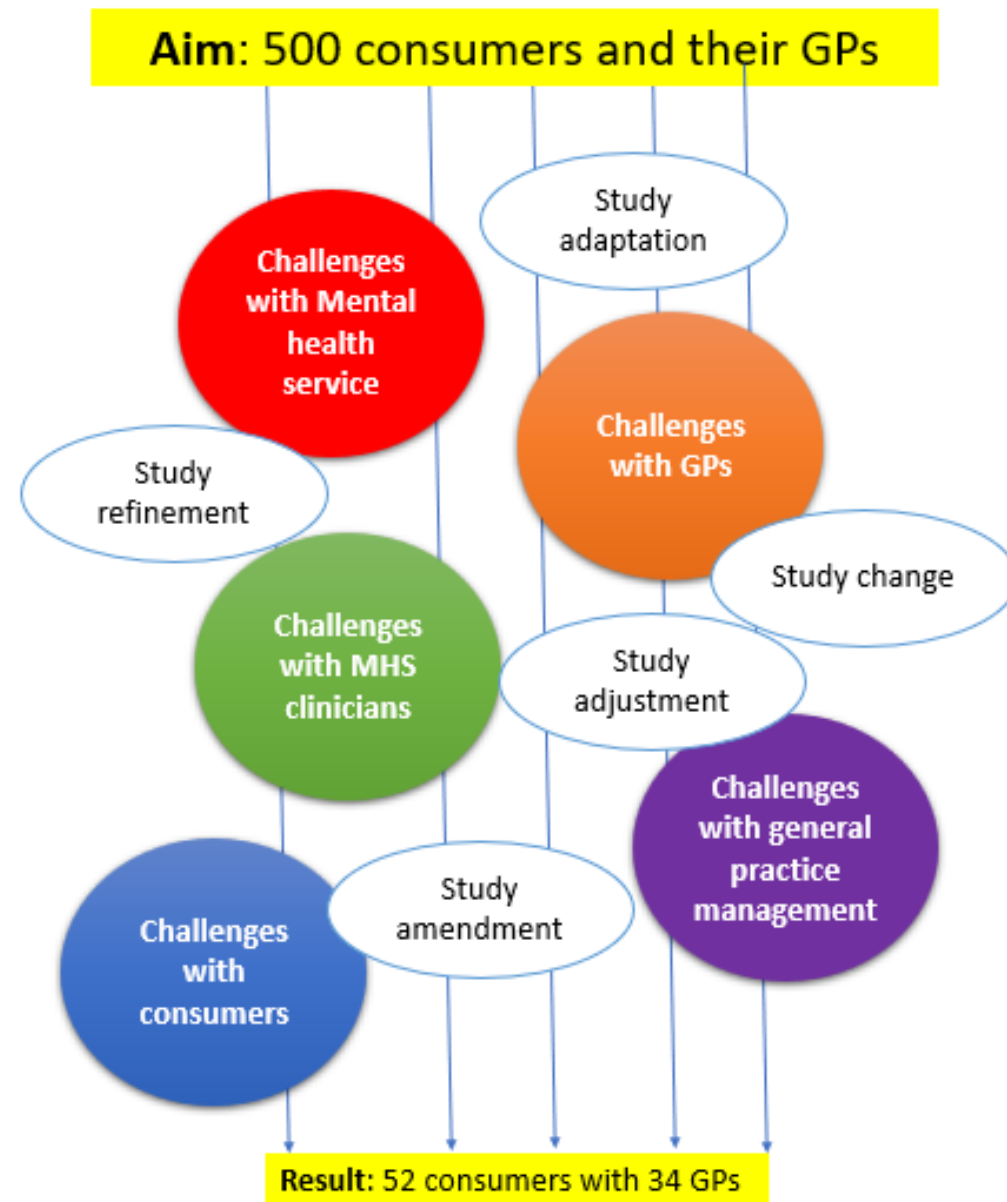 Aim: 500 consumers and their GPs
Study
adaptation
Challenges
with Mental
health
service
Challenges
with GPs
Study
refinement
Study change
Challenges
with MHS
clinicians
Study
adjustment
Challenges
with general
practice
management
Study
amendment
Challenges
with
consumers
Result: 52 consumers with 34 GPs